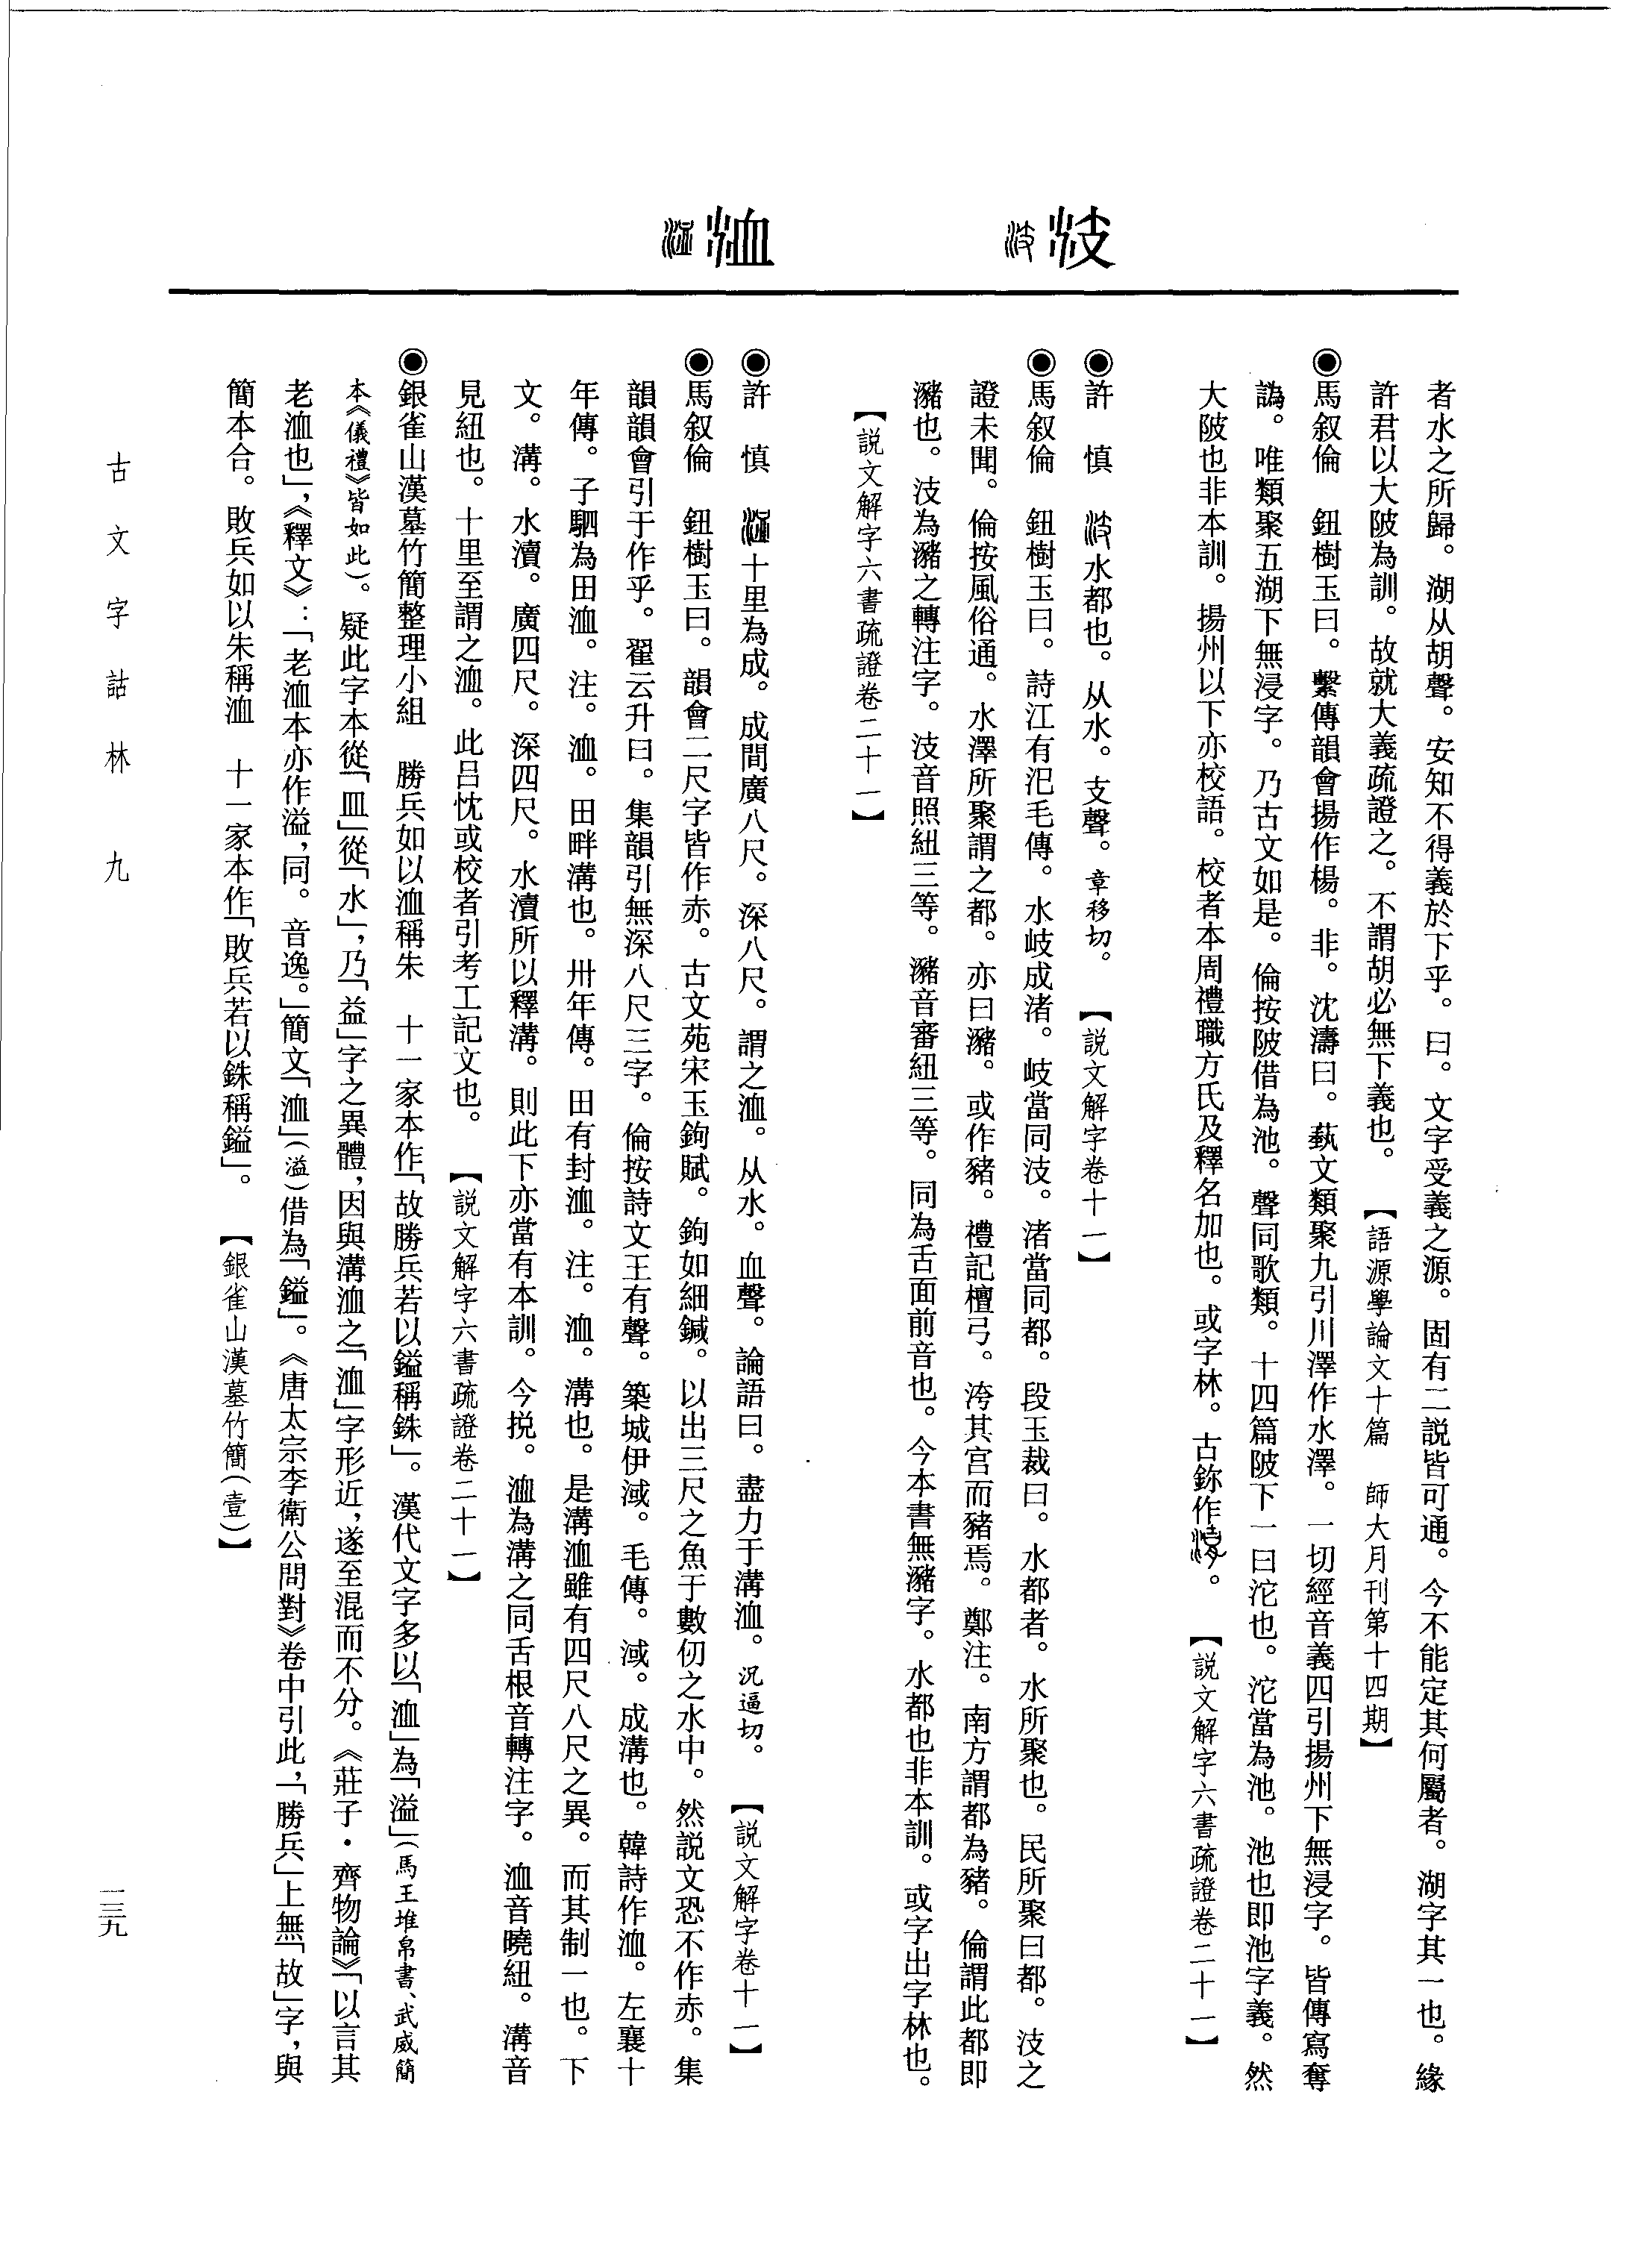 汥
洫
者水之所歸。湖从胡聲。安知不得義於下乎。曰。文字受義之源。固有二説皆可通。今不能定其何屬者。湖字其一也。緣
許君以大陂為訓。故就大義疏證之。不謂胡必無下義也。【語源學論文十篇　師大月刊第十四期】
◉馬叙倫　鈕樹玉曰。繫傳韻會揚作楊。非。沈濤曰。蓺文類聚九引川澤作水澤。一切經音義四引揚州下無浸字。皆傳寫奪
譌。唯類聚五湖下無浸字。乃古文如是。倫按陂借為池。聲同歌類。十四篇陂下一曰沱也。沱當為池。池也即池字義。然
大陂也非本訓。揚州以下亦校語。校者本周禮職方氏及釋名加也。或字林。古鉨作。【説文解字六書疏證卷二十一】
◉許　慎　水都也。从水。支聲。章移切。【説文解字卷十一】
◉馬叙倫　鈕樹玉曰。詩江有汜毛傳。水岐成渚。岐當同汥。渚當同都。段玉裁曰。水都者。水所聚也。民所聚曰都。汥之
證未聞。倫按風俗通。水澤所聚謂之都。亦曰瀦。或作豬。禮記檀弓。洿其宫而豬焉。鄭注。南方謂都為豬。倫謂此都即
瀦也。汥為瀦之轉注字。汥音照紐三等。瀦音審紐三等。同為舌面前音也。今本書無瀦字。水都也非本訓。或字出字林也。
【説文解字六書疏證卷二十一】
◉許　慎　十里為成。成間廣八尺。深八尺。謂之洫。从水。血聲。論語曰。盡力于溝洫。况逼切。【説文解字卷十一】
◉馬叙倫　鈕樹玉曰。韻會二尺字皆作赤。古文苑宋玉鉤賦。鉤如細鍼。以出三尺之魚于數仞之水中。然説文恐不作赤。集
韻韻會引于作乎。翟云升曰。集韻引無深八尺三字。倫按詩文王有聲。築城伊淢。毛傳。淢。成溝也。韓詩作洫。左襄十
年傳。子駟為田洫。注。洫。田畔溝也。卅年傳。田有封洫。注。洫。溝也。是溝洫雖有四尺八尺之異。而其制一也。下
文。溝。水瀆。廣四尺。深四尺。水瀆所以釋溝。則此下亦當有本訓。今挩。洫為溝之同舌根音轉注字。洫音曉紐。溝音
見紐也。十里至謂之洫。此吕忱或校者引考工記文也。【説文解字六書疏證卷二十一】
◉銀雀山漢墓竹簡整理小組　勝兵如以洫稱朱　十一家本作「故勝兵若以鎰稱銖」。漢代文字多以「洫」為「溢」(馬王堆帛書、武威簡
本《儀禮》皆如此)。疑此字本從「皿」從「水」,乃「益」字之異體,因與溝洫之「洫」字形近,遂至混而不分。《莊子・齊物論》「以言其
老洫也」,《釋文》:「老洫本亦作溢,同。音逸。」簡文「洫」(溢)借為「鎰」。《唐太宗李衛公問對》卷中引此,「勝兵」上無「故」字,與
簡本合。敗兵如以朱稱洫　十一家本作「敗兵若以銖稱鎰」。【銀雀山漢墓竹簡(壹)】
古文字詁林　九
一三九